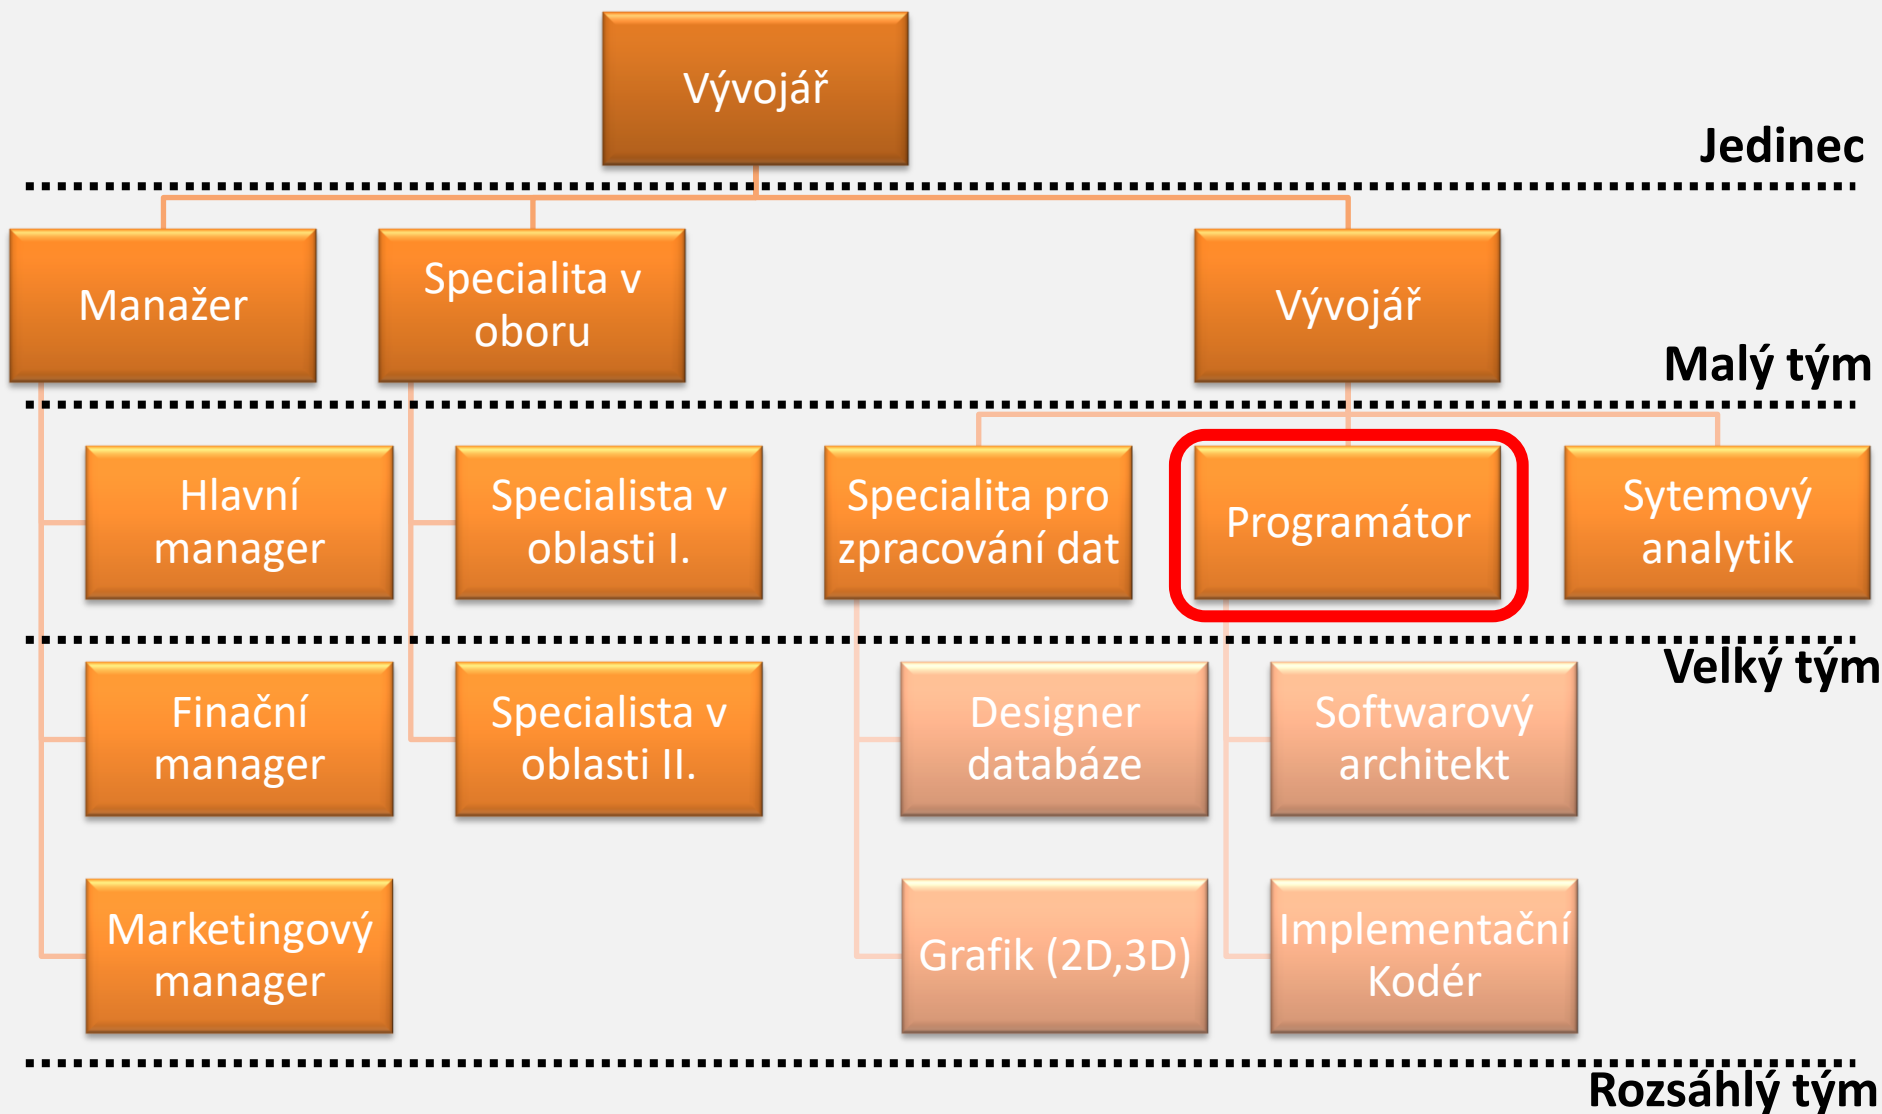 Vývojář
Jedinec
Manažer
Specialita v
oboru
Vývojář
Malý tým
Hlavní
manager
Specialista v
oblasti I.
Specialita pro
zpracování dat
Programátor
Sytemový
analytik
Velký tým
Finační
manager
Specialista v
oblasti II.
Designer
databáze
Softwarový
architekt
Marketingový
manager
Grafik (2D,3D)
Implementační
Kodér
Rozsáhlý tým